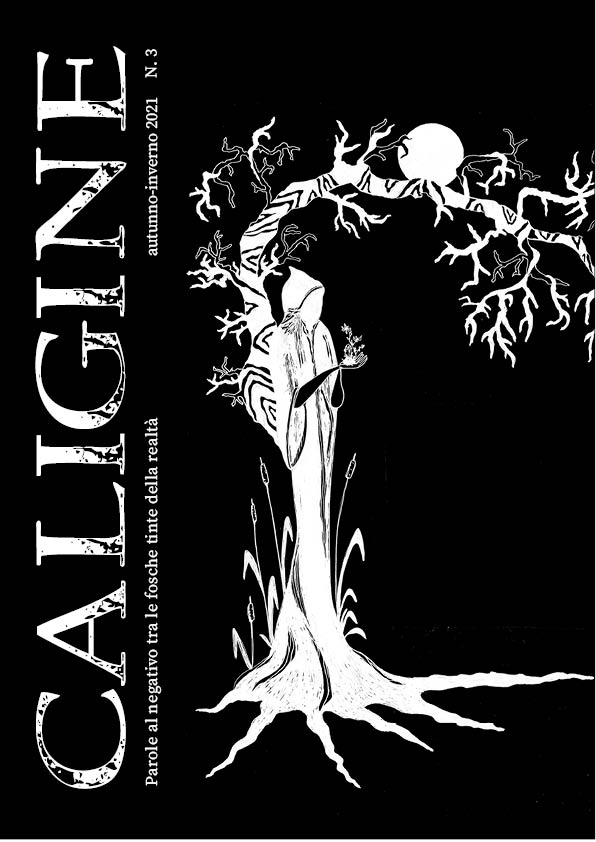 CALIGINE
Parole al negativo tra le fosche tinte della realtà
autunno-inverno 2021 N. 3